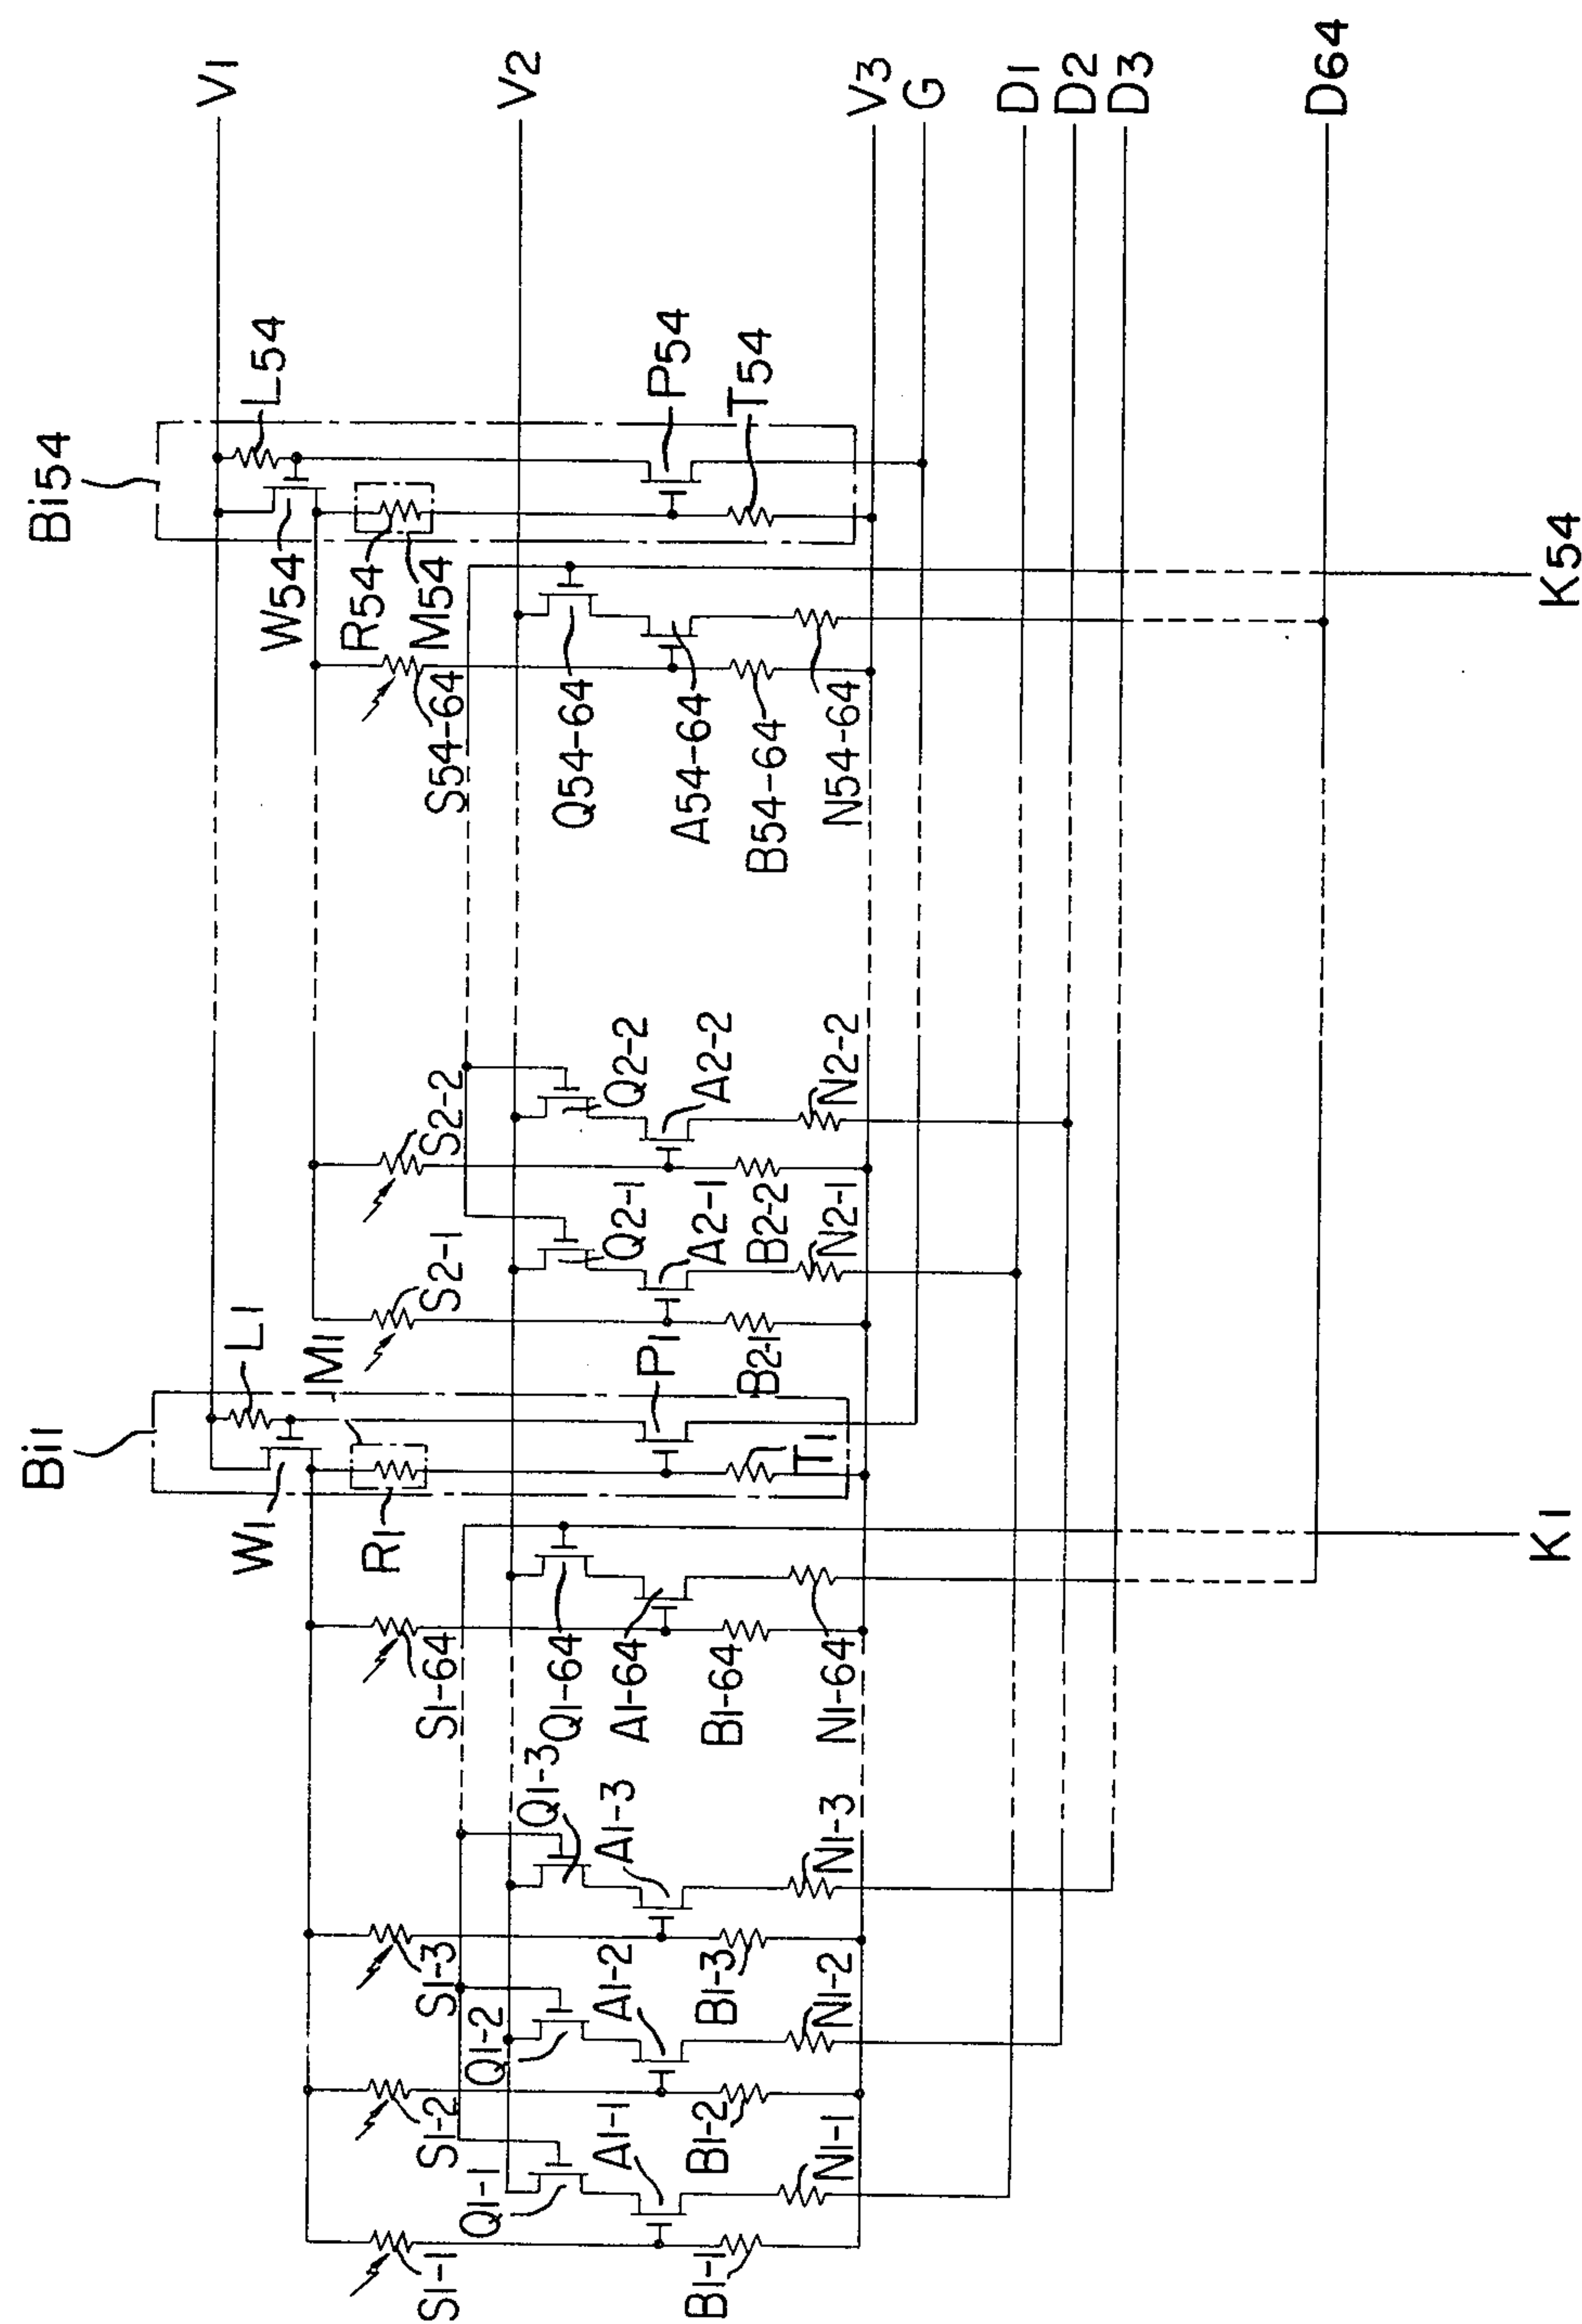 Bi1
Bi54
V1
L1
M1
W1
R1
L54
W54
R54
M54
S1-1
S1-2
S1-3
S1-64
S2-1
S2-2
S54-64
V2
Q1-1
Q1-2
Q1-3
Q1-64
Q2-1
Q2-2
Q54-64
A1-1
A1-2
A1-3
A1-64
P1
A2-1
A2-2
A54-64
P54
B1-1
B1-2
B1-3
B1-64
T1
B2-1
B2-2
B54-64
T54
N1-1
N1-2
N1-3
N1-64
N2-1
N2-2
N54-64
V3
G
D1
D2
D3
D64
K1
K54